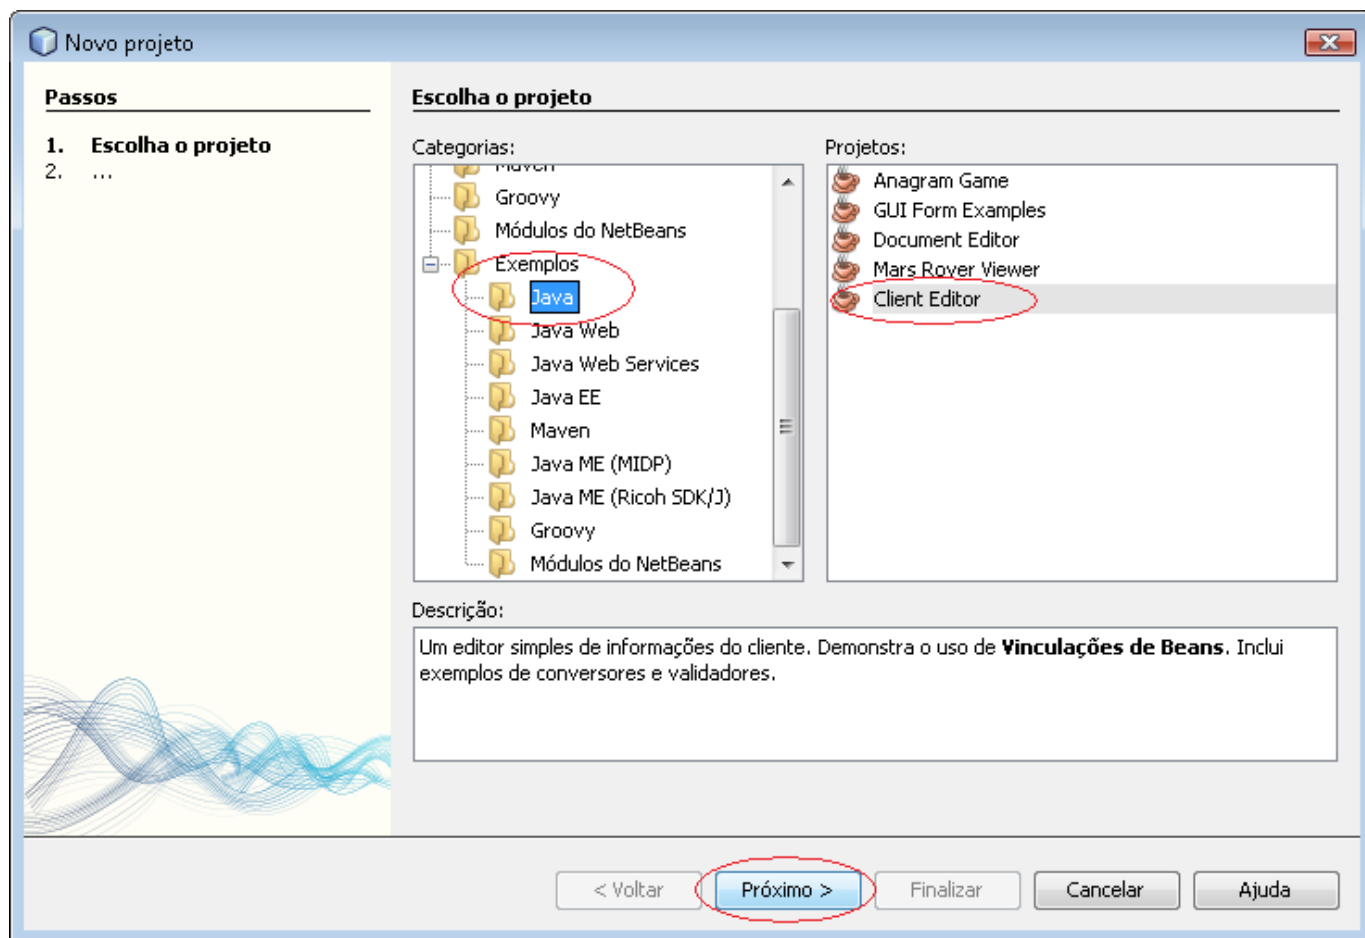 Novo projeto
Passos
1. Escolha o projeto
2. ...
Escolha o projeto
Categorias:
Maven
Groovy
Módulos do NetBeans
Exemplos
Java
Java Web
Java Web Services
Java EE
Maven
Java ME (MIDP)
Java ME (Ricoh SDK/J)
Groovy
Módulos do NetBeans
Projetos:
Anagram Game
GUI Form Examples
Document Editor
Mars Rover Viewer
Client Editor
Descrição:
Um editor simples de informações do cliente. Demonstra o uso de Vinculações de Beans. Inclui
exemplos de conversores e validadores.
< Voltar
Próximo >
Finalizar
Cancelar
Ajuda